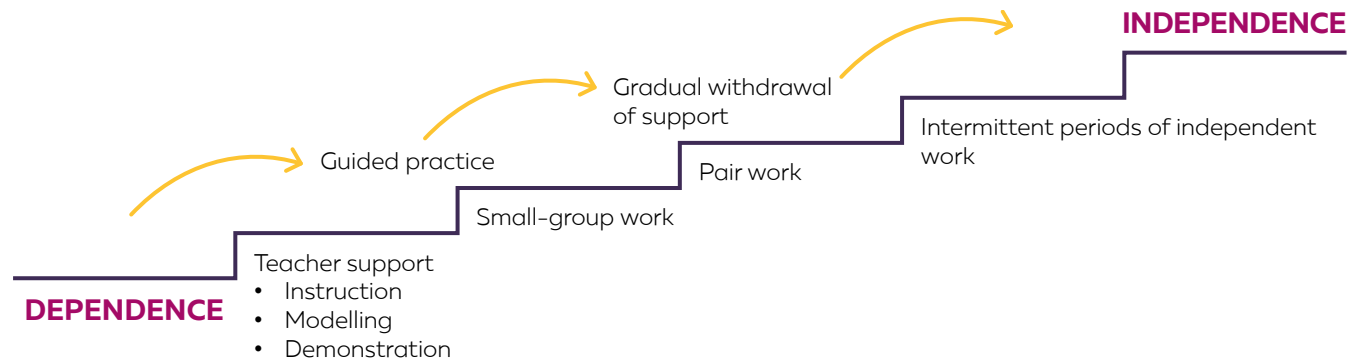 INDEPENDENCE
Gradual withdrawal
of support
Intermittent periods of independent
work
Guided practice
Pair work
Small-group work
Teacher support
• Instruction
• Modelling
• Demonstration
DEPENDENCE